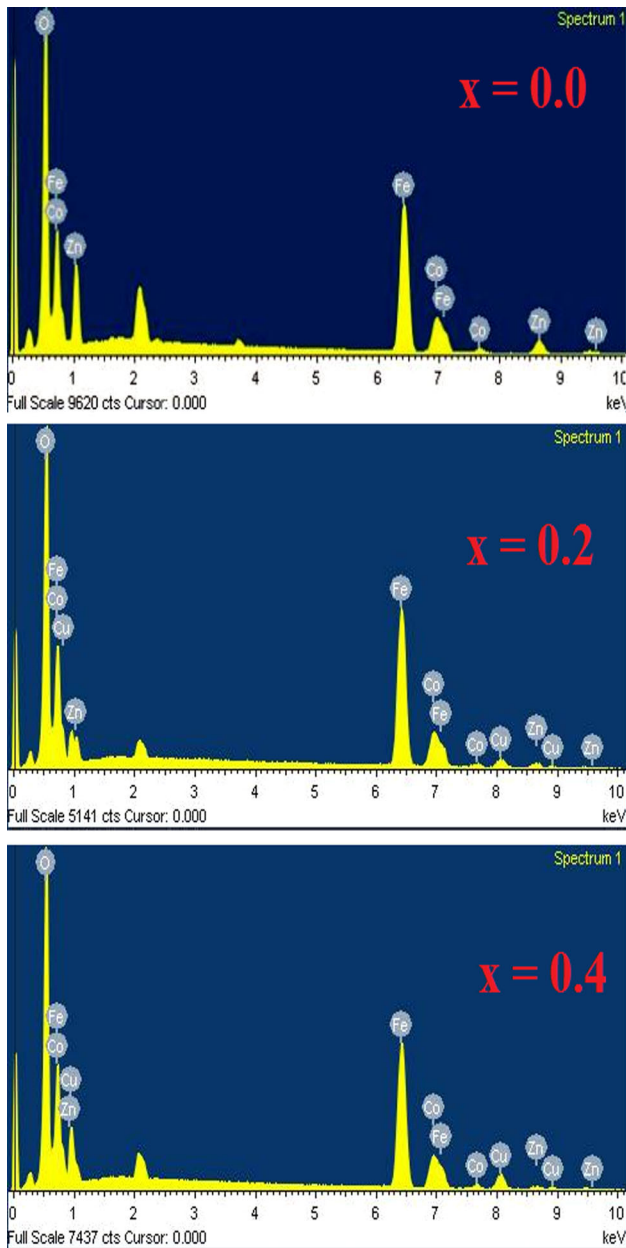 Spectrum 1
x = 0.0
O
Fe
Co
Zn
Fe
Co
Fe
Co
Zn
Zn
0 1 2 3 4 5 6 7 8 9 10
Full Scale 9620 cts Cursor: 0.000 keV
Spectrum 1
x = 0.2
O
Fe
Co
Cu
Zn
Fe
Co
Fe
Co
Cu
Zn
Cu
Zn
0 1 2 3 4 5 6 7 8 9 10
Full Scale 5141 cts Cursor: 0.000 keV
Spectrum 1
x = 0.4
O
Fe
Co
Cu
Zn
Fe
Co
Fe
Co
Cu
Zn
Cu
Zn
0 1 2 3 4 5 6 7 8 9 10
Full Scale 7437 cts Cursor: 0.000 keV